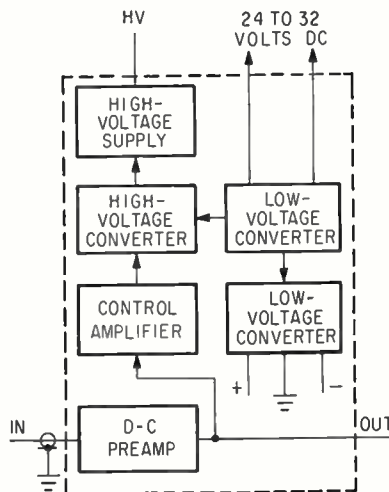 HV
24 TO 32
VOLTS DC
HIGH-
VOLTAGE
SUPPLY
HIGH-
VOLTAGE
CONVERTER
LOW-
VOLTAGE
CONVERTER
CONTROL
AMPLIFIER
LOW-
VOLTAGE
CONVERTER
+
-
IN
D-C
PREAMP
OUT